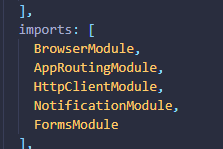 ],
imports: [
BrowserModule,
AppRoutingModule,
HttpClientModule,
NotificationModule,
FormsModule
],